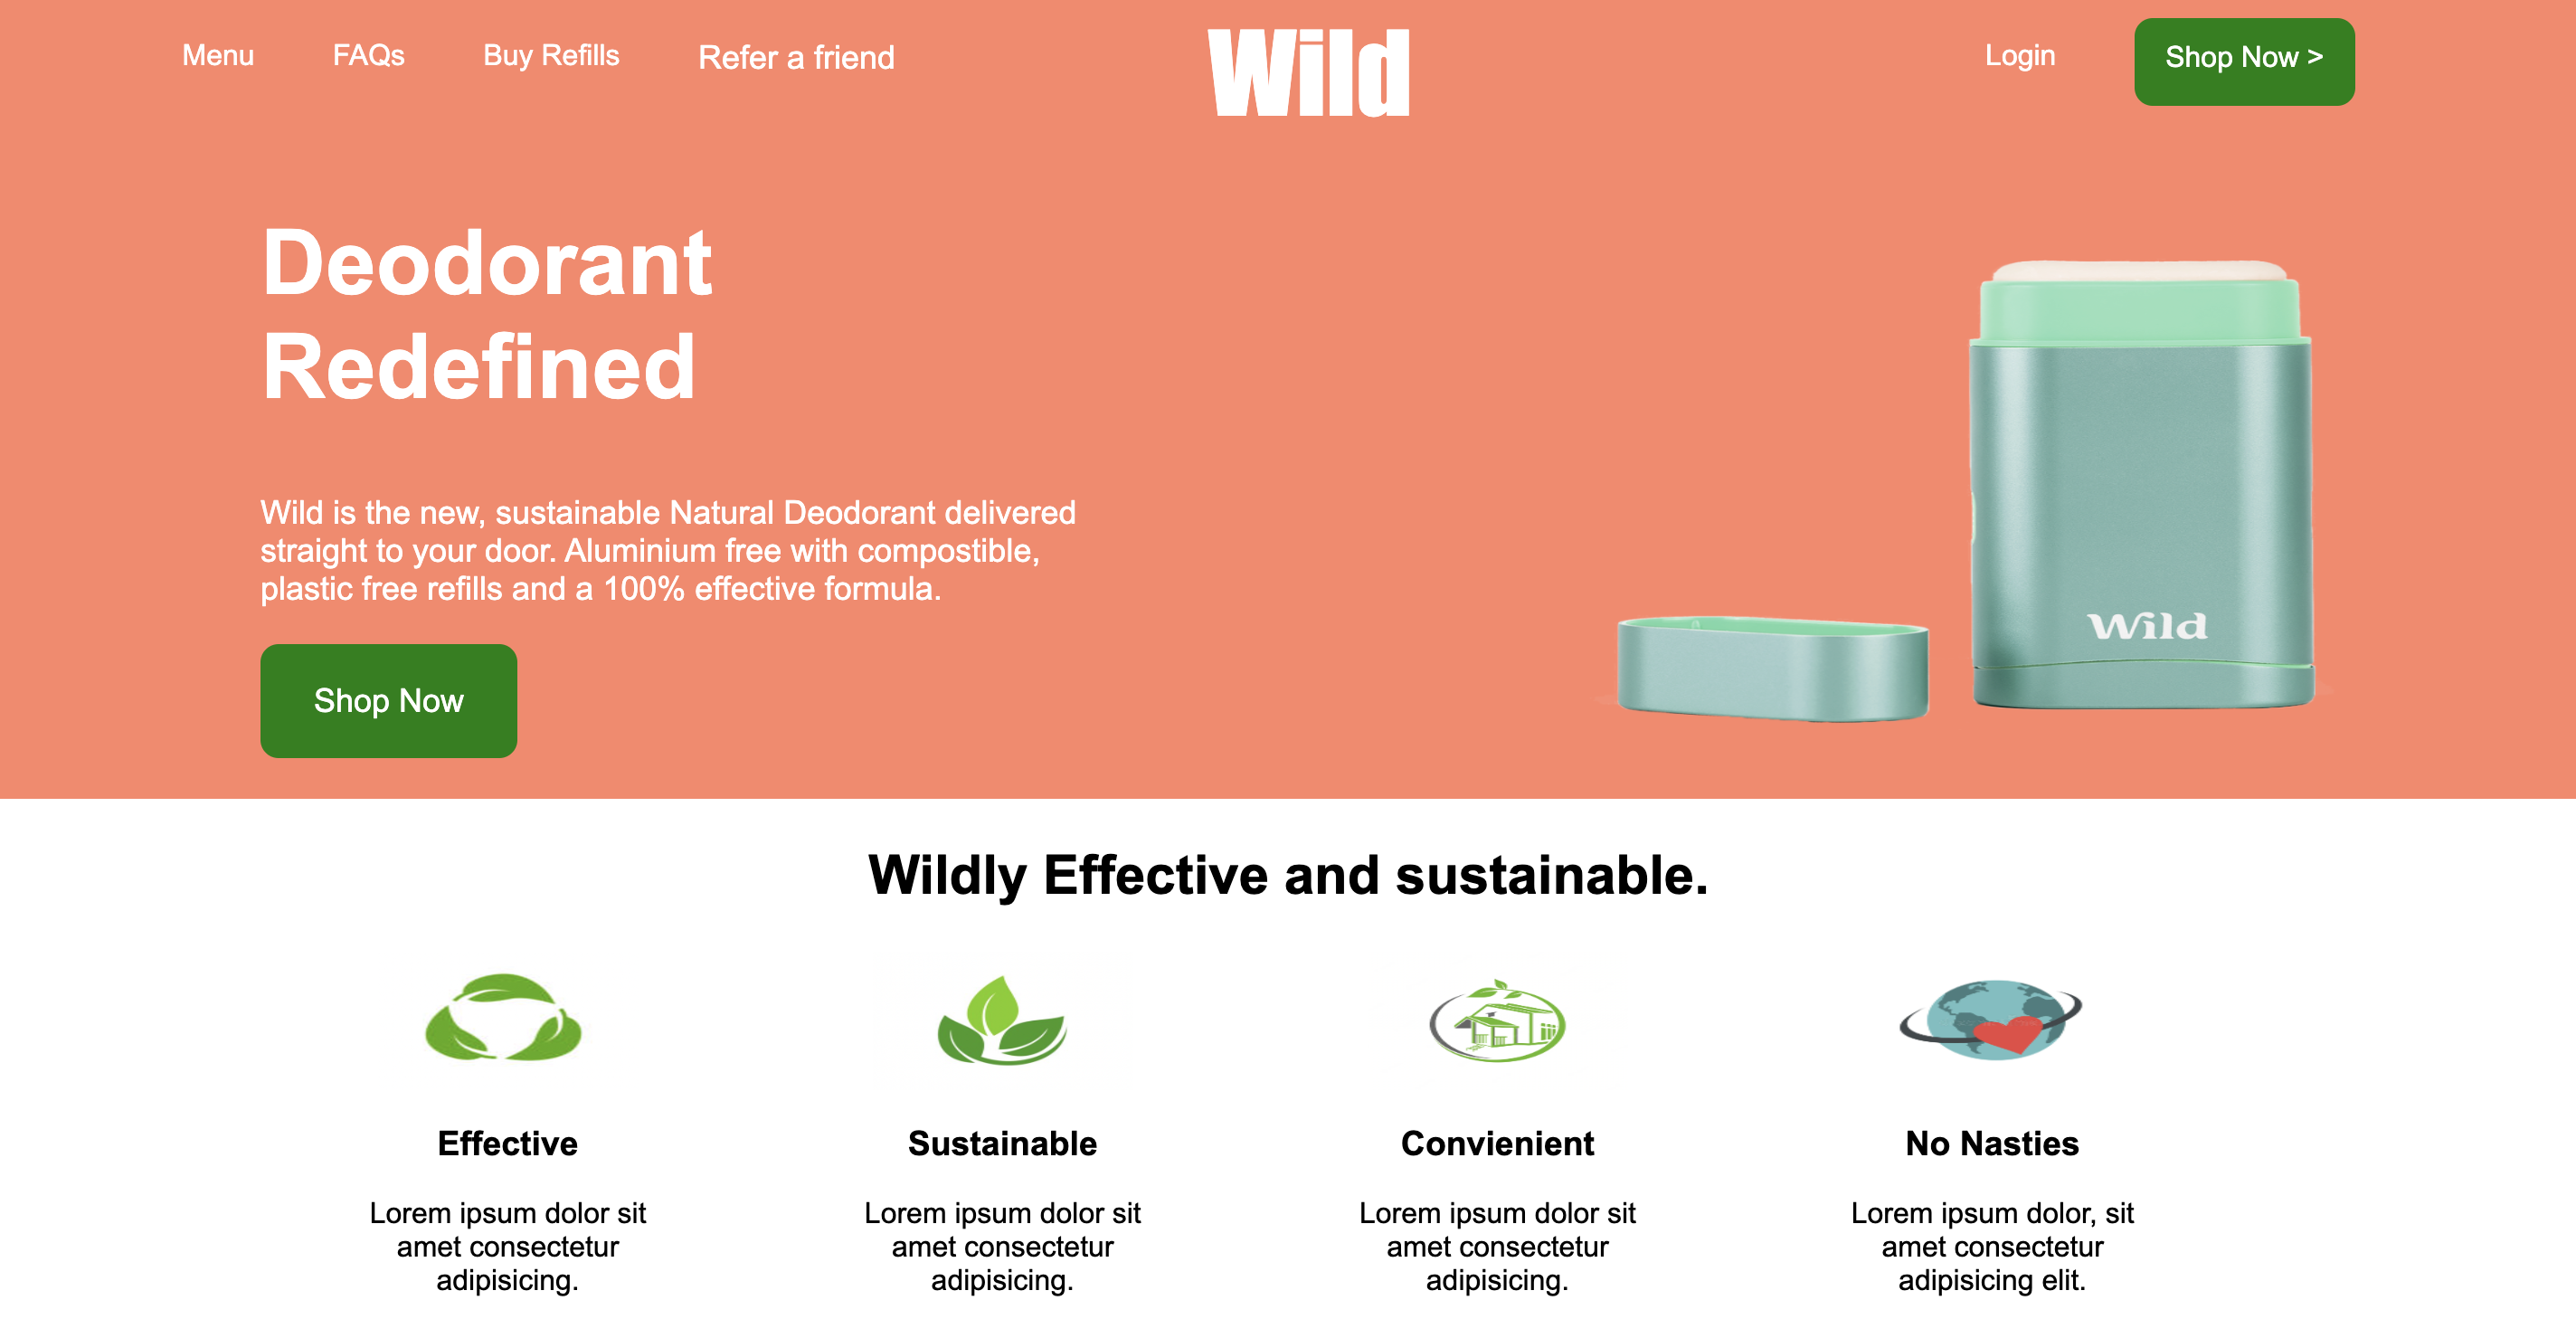 Menu FAQs Buy Refills Refer a friend Wild Login Shop Now >
Deodorant
Redefined
Wild is the new, sustainable Natural Deodorant delivered
straight to your door. Aluminium free with compostible,
plastic free refills and a 100% effective formula.
Shop Now
Wild
Wildly Effective and sustainable.
Effective Sustainable Convienient No Nasties
Lorem ipsum dolor sit
amet consectetur
adipisicing.
Lorem ipsum dolor sit
amet consectetur
adipisicing.
Lorem ipsum dolor sit
amet consectetur
adipisicing.
Lorem ipsum dolor, sit
amet consectetur
adipisicing elit.